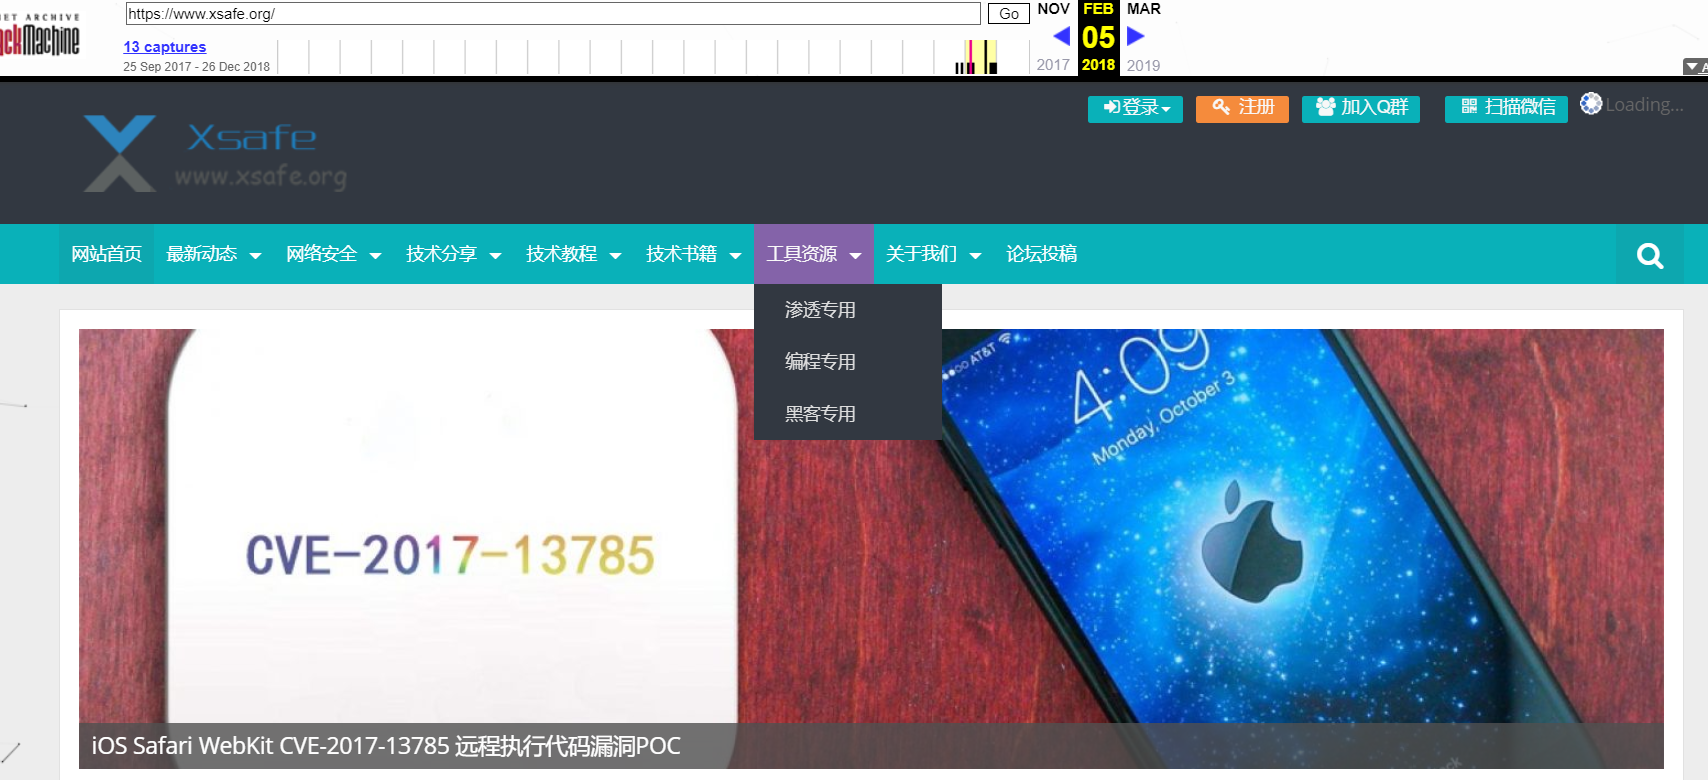 NET ARCHIVE
ackMachine
https://www.xsafe.org/
Go
NOV FEB MAR
13 captures
05
25 Sep 2017 - 26 Dec 2018
2017 2018 2019
登录 注册 加入Q群 扫描微信 Loading...
Xsafe
www.xsafe.org
网站首页 最新动态 网络安全 技术分享 技术教程 技术书籍 工具资源 关于我们 论坛投稿
渗透专用
编程专用
黑客专用
AT&T
4:09
Monday, October 3
CVE-2017-13785
iOS Safari WebKit CVE-2017-13785 远程执行代码漏洞POC